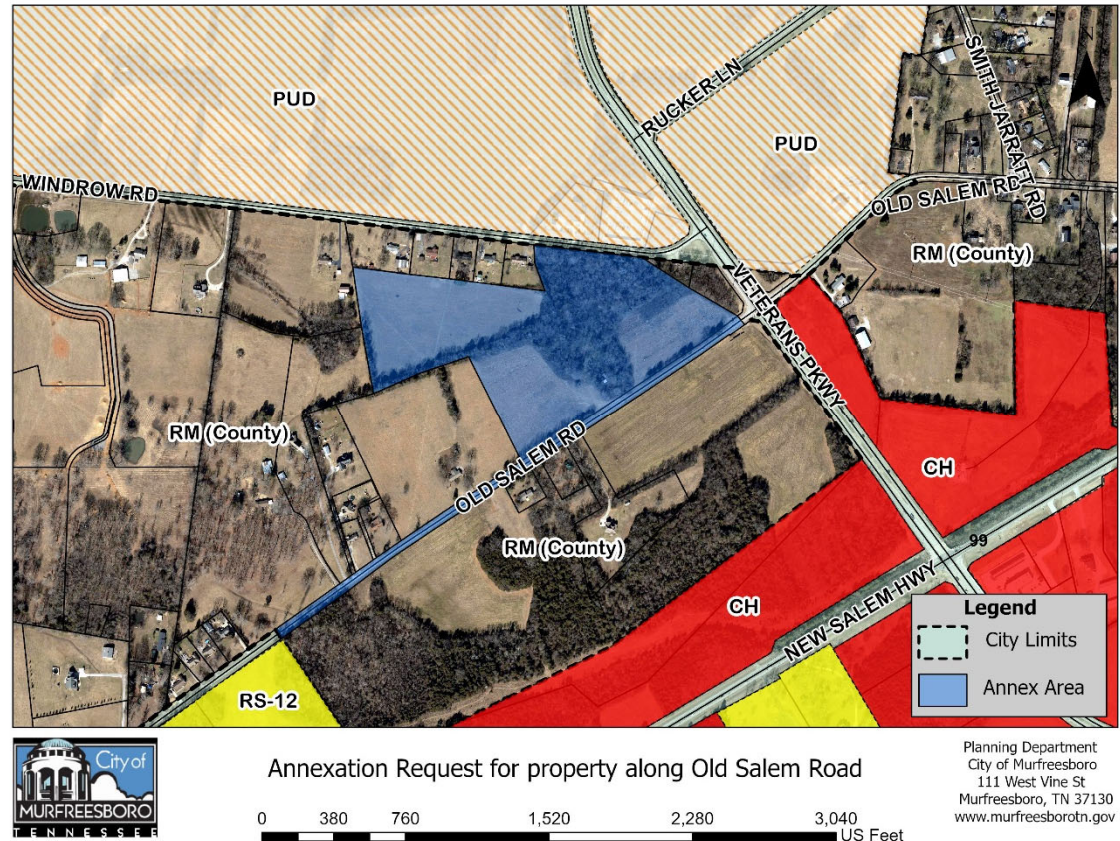 PUD
RUCKER LN
PUD
SMITH JARRATT RD
WINDROW RD
OLD SALEM RD
RM (County)
VETERANS PKWY
RM (County)
OLD SALEM RD
CH
RM (County)
99
CH
NEW SALEM HWY
RS-12
Legend
City Limits
Annex Area
City of
MURFREESBORO
TENNESSEE
Annexation Request for property along Old Salem Road
0 380 760 1,520 2,280 3,040
US Feet
Planning Department
City of Murfreesboro
111 West Vine St
Murfreesboro, TN 37130
www.murfreesborotn.gov